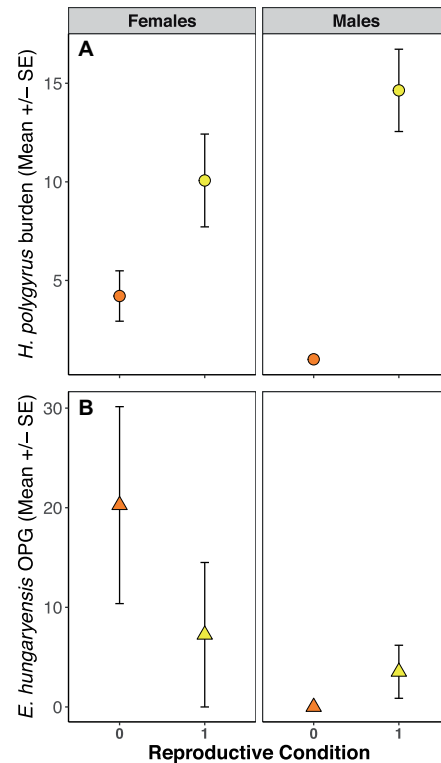 Females Males
A
H. polygyrus burden (Mean +/− SE)
15
10
5
B
E. hungaryensis OPG (Mean +/− SE)
30
20
10
0
0 1 0 1
Reproductive Condition